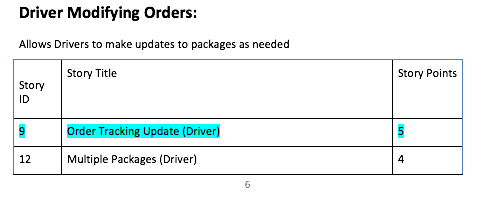 Driver Modifying Orders:
Allows Drivers to make updates to packages as needed
Story ID Story Title Story Points
9 Order Tracking Update (Driver) 5
12 Multiple Packages (Driver) 4
6